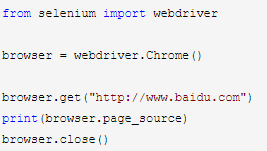 from selenium import webdriver
browser = webdriver.Chrome()
browser.get("http://www.baidu.com")
print(browser.page_source)
browser.close()